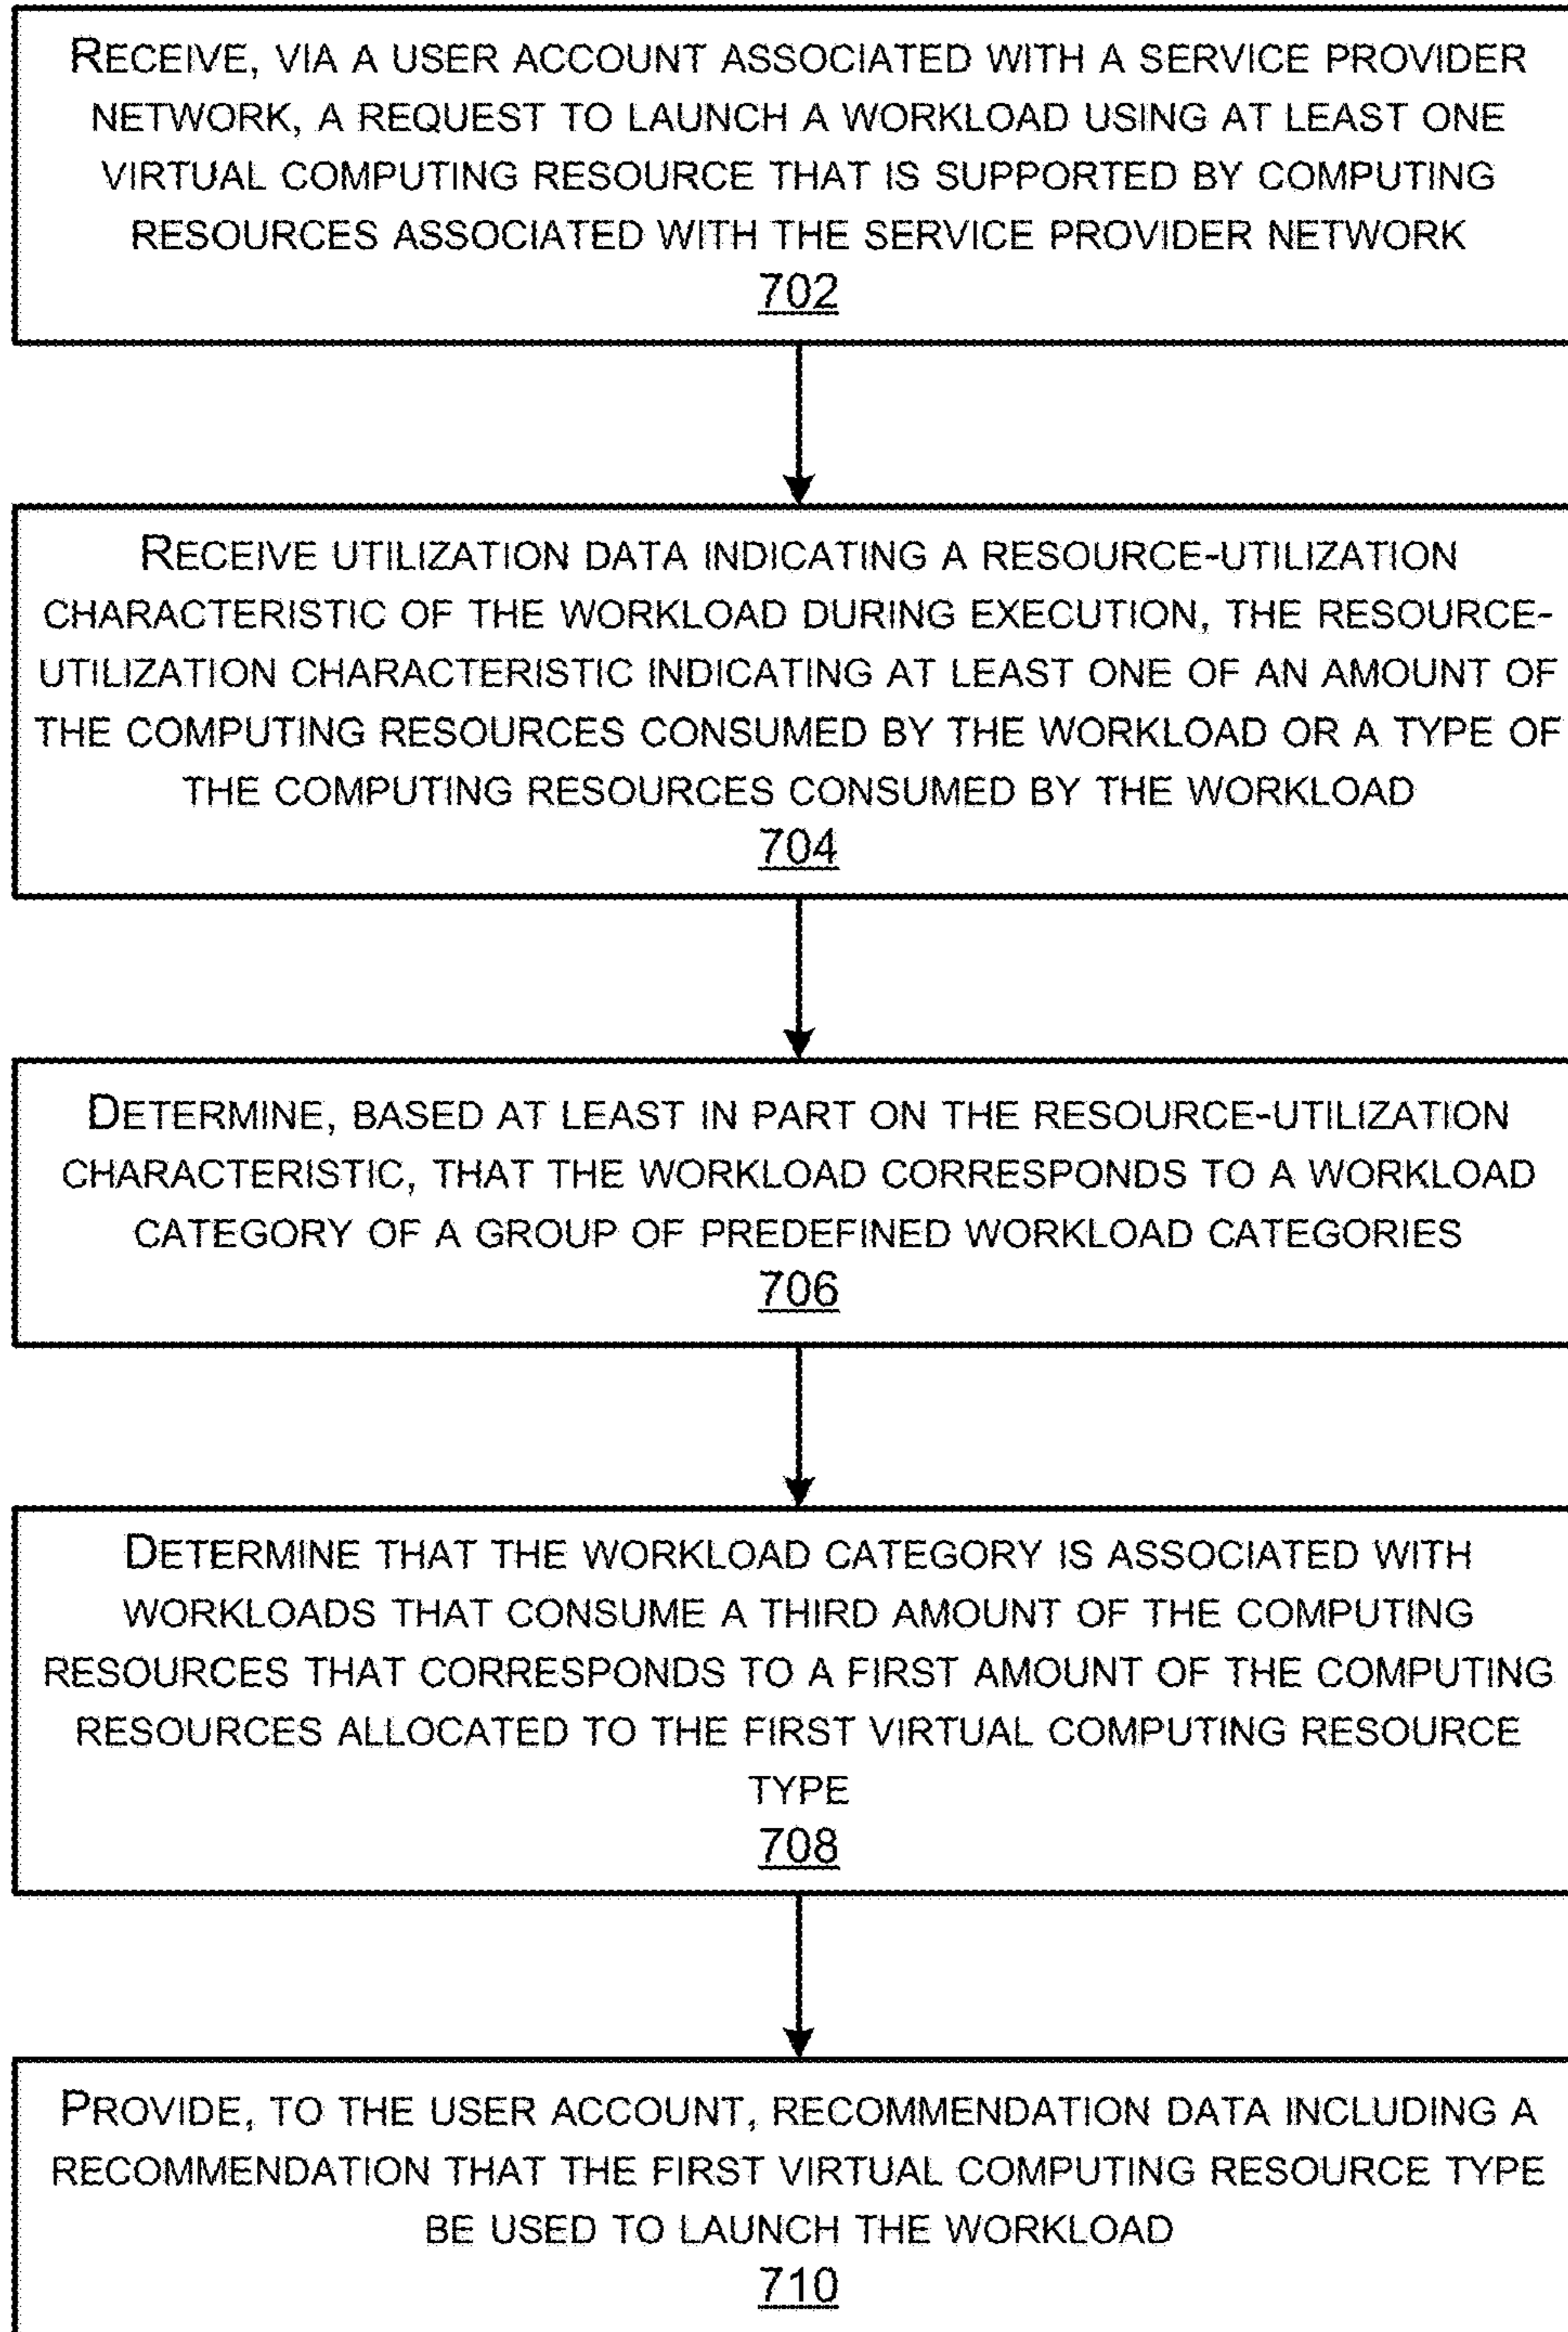 RECEIVE, VIA A USER ACCOUNT ASSOCIATED WITH A SERVICE PROVIDER
NETWORK, A REQUEST TO LAUNCH A WORKLOAD USING AT LEAST ONE
VIRTUAL COMPUTING RESOURCE THAT IS SUPPORTED BY COMPUTING
RESOURCES ASSOCIATED WITH THE SERVICE PROVIDER NETWORK
702
RECEIVE UTILIZATION DATA INDICATING A RESOURCE-UTILIZATION
CHARACTERISTIC OF THE WORKLOAD DURING EXECUTION, THE RESOURCE-
UTILIZATION CHARACTERISTIC INDICATING AT LEAST ONE OF AN AMOUNT OF
THE COMPUTING RESOURCES CONSUMED BY THE WORKLOAD OR A TYPE OF
THE COMPUTING RESOURCES CONSUMED BY THE WORKLOAD
704
DETERMINE, BASED AT LEAST IN PART ON THE RESOURCE-UTILIZATION
CHARACTERISTIC, THAT THE WORKLOAD CORRESPONDS TO A WORKLOAD
CATEGORY OF A GROUP OF PREDEFINED WORKLOAD CATEGORIES
706
DETERMINE THAT THE WORKLOAD CATEGORY IS ASSOCIATED WITH
WORKLOADS THAT CONSUME A THIRD AMOUNT OF THE COMPUTING
RESOURCES THAT CORRESPONDS TO A FIRST AMOUNT OF THE COMPUTING
RESOURCES ALLOCATED TO THE FIRST VIRTUAL COMPUTING RESOURCE
TYPE
708
PROVIDE, TO THE USER ACCOUNT, RECOMMENDATION DATA INCLUDING A
RECOMMENDATION THAT THE FIRST VIRTUAL COMPUTING RESOURCE TYPE
BE USED TO LAUNCH THE WORKLOAD
710